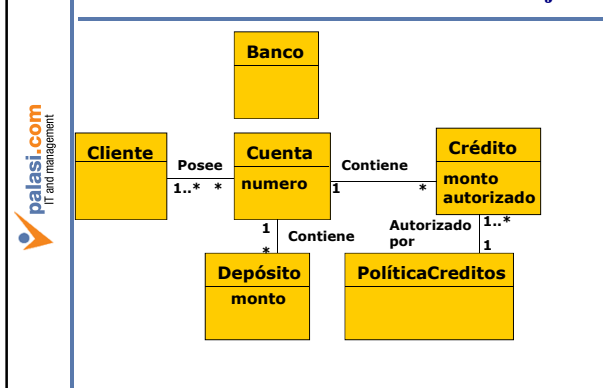 palasi.com
IT and management
Banco
Cliente
Posee
1..* *
Cuenta
numero
Contiene
1 *
Crédito
monto
autorizado
1
*
Contiene
Autorizado
por
1..*
1
Depósito
monto
PolíticaCreditos